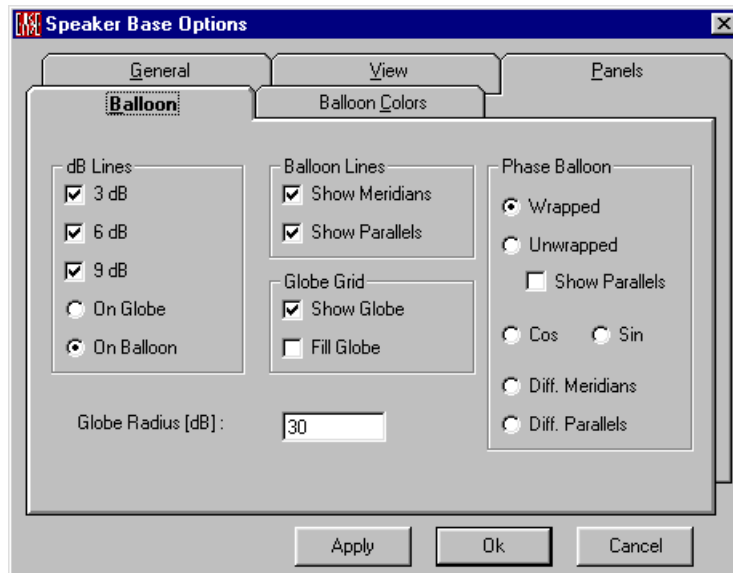 Speaker Base Options
General
View
Panels
Balloon
Balloon Colors
dB Lines
3 dB
6 dB
9 dB
On Globe
On Balloon
Balloon Lines
Show Meridians
Show Parallels
Globe Grid
Show Globe
Fill Globe
Phase Balloon
Wrapped
Unwrapped
Show Parallels
Cos
Sin
Diff. Meridians
Diff. Parallels
Globe Radius [dB] :
30
Apply
Ok
Cancel